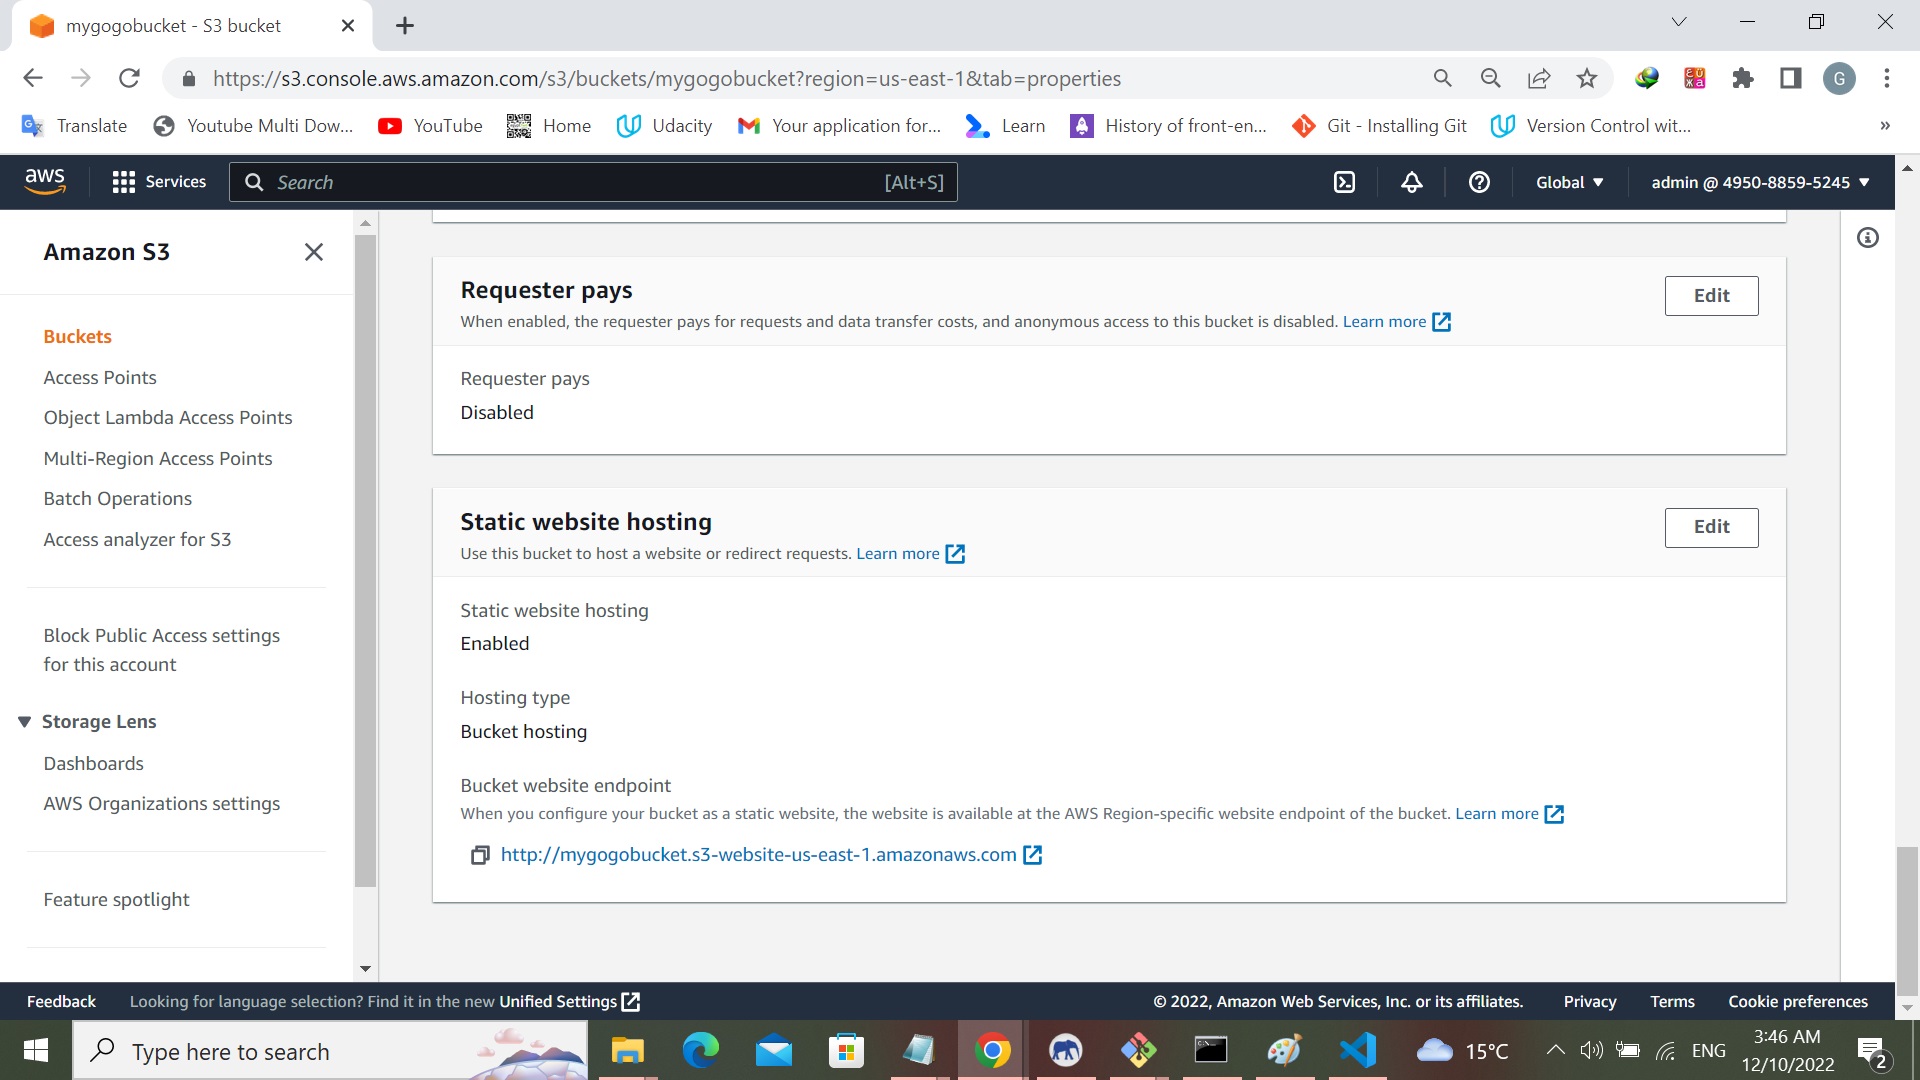 mygogobucket - S3 bucket
https://s3.console.aws.amazon.com/s3/buckets/mygogobucket?region=us-east-1&tab=properties
G
Translate
Youtube Multi Dow...
YouTube
Home
Udacity
Your application for...
Learn
History of front-en...
Git - Installing Git
Version Control wit...
»
aws
Services
Search
[Alt+S]
Global
admin @ 4950-8859-5245
Amazon S3
Buckets
Access Points
Object Lambda Access Points
Multi-Region Access Points
Batch Operations
Access analyzer for S3
Block Public Access settings
for this account
Storage Lens
Dashboards
AWS Organizations settings
Feature spotlight
Requester pays
Edit
When enabled, the requester pays for requests and data transfer costs, and anonymous access to this bucket is disabled. Learn more
Requester pays
Disabled
Static website hosting
Edit
Use this bucket to host a website or redirect requests. Learn more
Static website hosting
Enabled
Hosting type
Bucket hosting
Bucket website endpoint
When you configure your bucket as a static website, the website is available at the AWS Region-specific website endpoint of the bucket. Learn more
http://mygogobucket.s3-website-us-east-1.amazonaws.com
Feedback
Looking for language selection? Find it in the new Unified Settings
© 2022, Amazon Web Services, Inc. or its affiliates.
Privacy
Terms
Cookie preferences
Type here to search
15°C
ENG
3:46 AM
12/10/2022
2